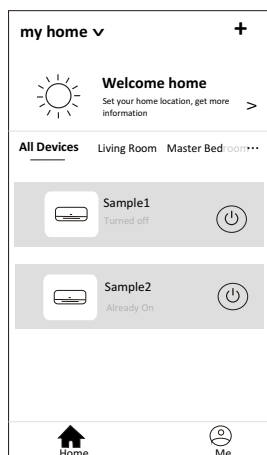 my home
+
Welcome home
Set your home location, get more
information
>
All Devices Living Room Master Bedroom ...
Sample1
Turned off
Sample2
Already On
Home Me